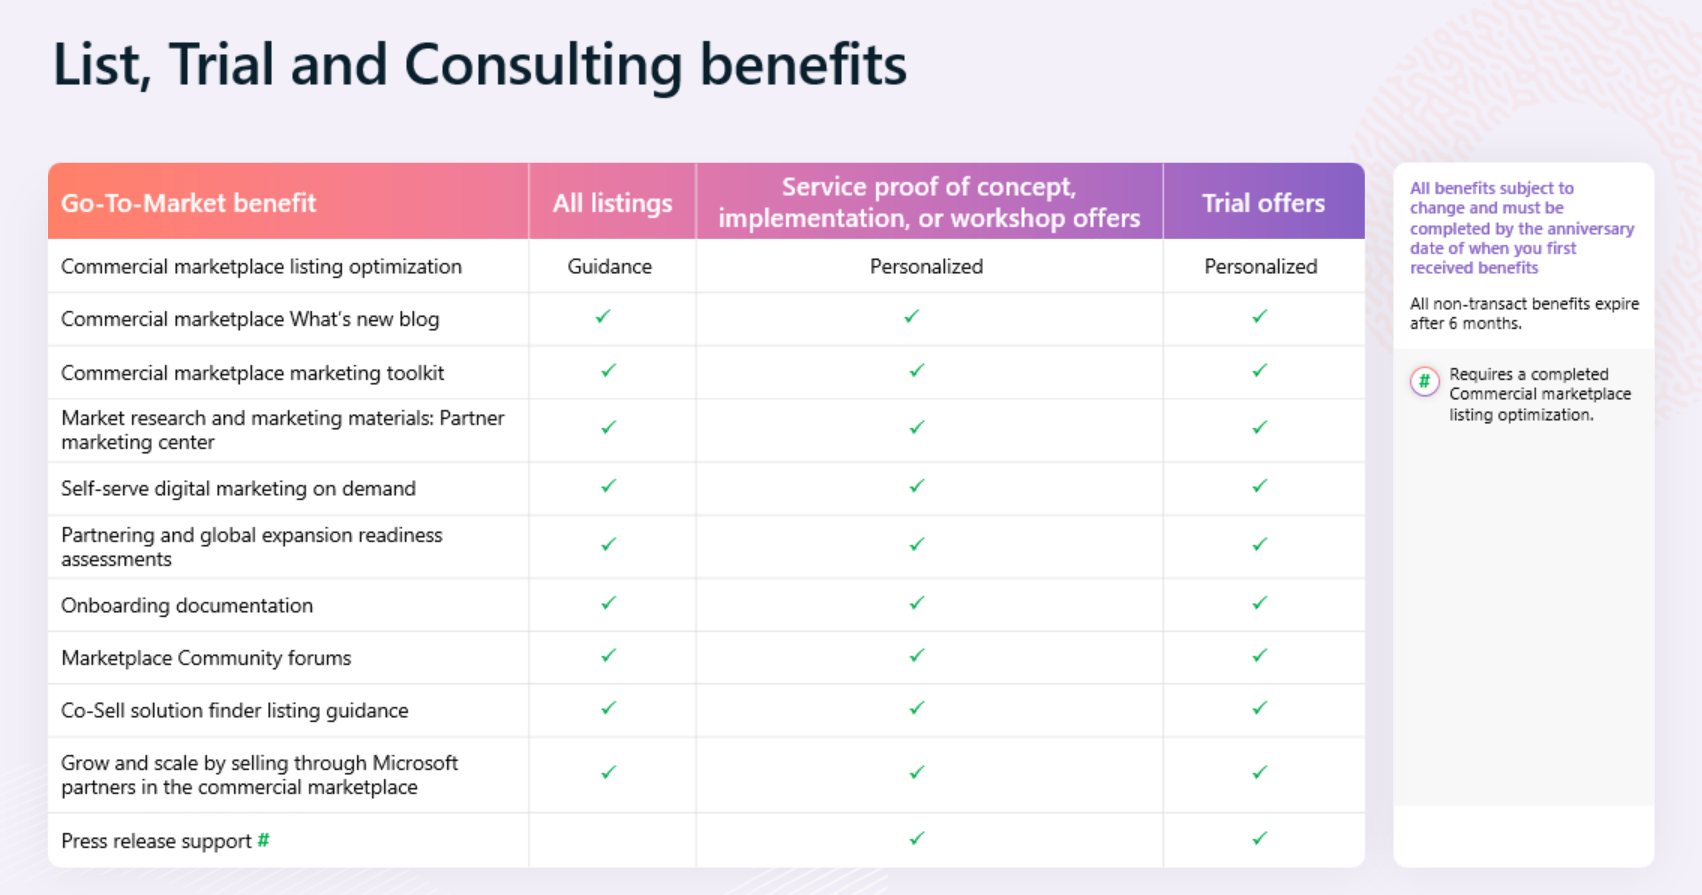 List, Trial and Consulting benefits
Go-To-Market benefit
All listings
Service proof of concept,
implementation, or workshop offers
Trial offers
Commercial marketplace listing optimization
Guidance
Personalized
Personalized
Commercial marketplace What's new blog
✓
✓
✓
Commercial marketplace marketing toolkit
✓
✓
✓
Market research and marketing materials: Partner
marketing center
✓
✓
✓
Self-serve digital marketing on demand
✓
✓
✓
Partnering and global expansion readiness
assessments
✓
✓
✓
Onboarding documentation
✓
✓
✓
Marketplace Community forums
✓
✓
✓
Co-Sell solution finder listing guidance
✓
✓
✓
Grow and scale by selling through Microsoft
partners in the commercial marketplace
✓
✓
✓
Press release support #
✓
✓
All benefits subject to
change and must be
completed by the anniversary
date of when you first
received benefits
All non-transact benefits expire
after 6 months.
# Requires a completed
Commercial marketplace
listing optimization.